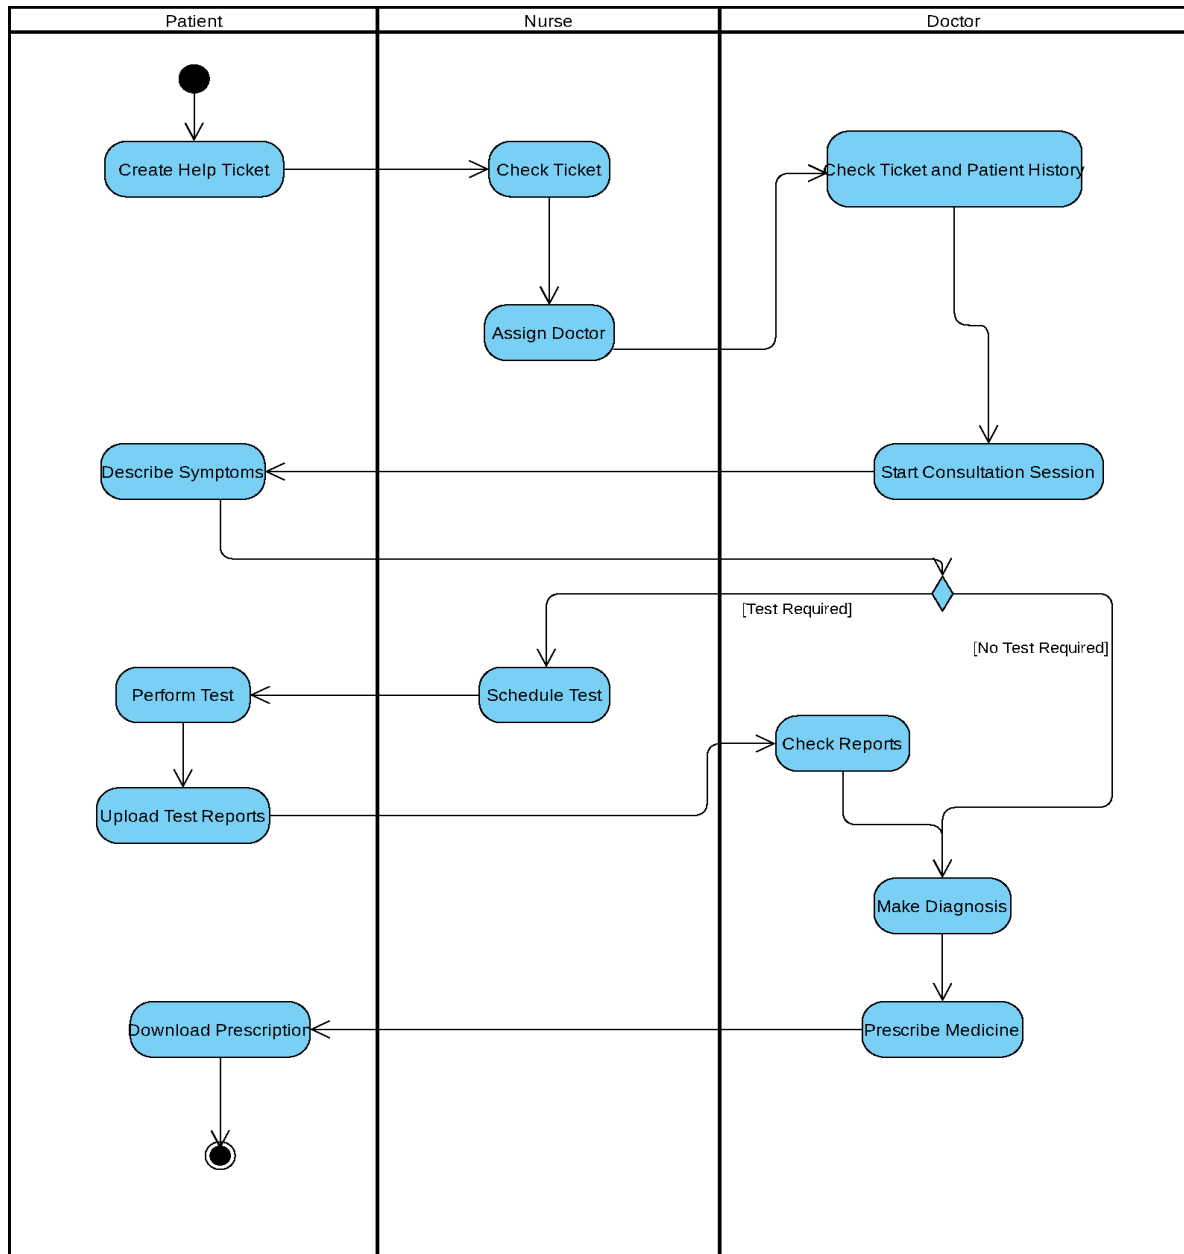 Patient
Nurse
Doctor
Create Help Ticket
Check Ticket
Check Ticket and Patient History
Assign Doctor
Describe Symptoms
Start Consultation Session
[Test Required]
[No Test Required]
Perform Test
Schedule Test
Check Reports
Upload Test Reports
Make Diagnosis
Download Prescription
Prescribe Medicine